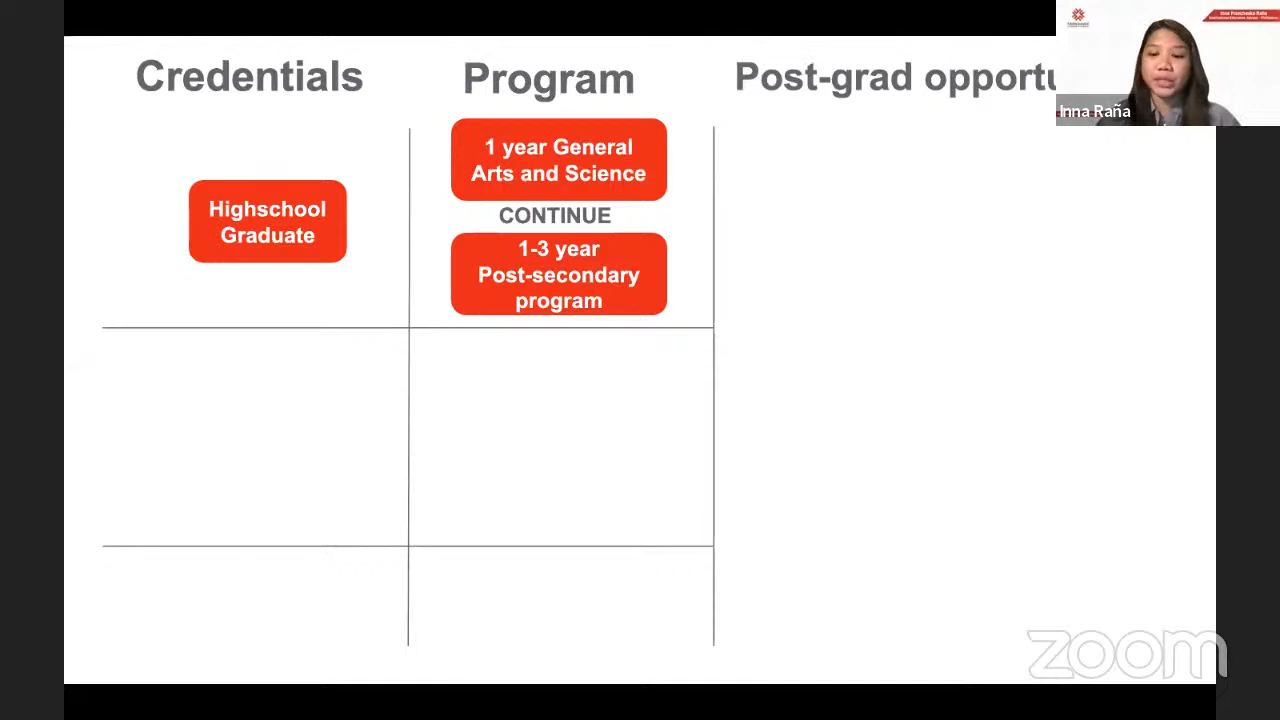 Credentials
Program
Post-grad opportu
1 year General
Arts and Science
CONTINUE
Highschool
Graduate
1-3 year
Post-secondary
program
Inna Raña
zoom